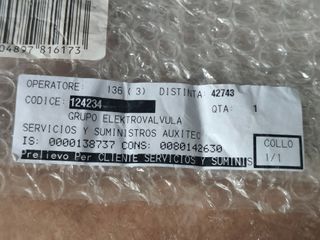 04897 816173
OPERATORE: I36 ( 3) DISTINTA: 42743
CODICE: 124234 QTA: 1
GRUPO ELEKTROVALVULA
SERVICIOS Y SUMINISTROS AUXITEC
IS: 0000138737 CONS: 0080142630
COLLO
1/1
Prelievo Per CLIENTE SERVICIOS Y SUMINIS